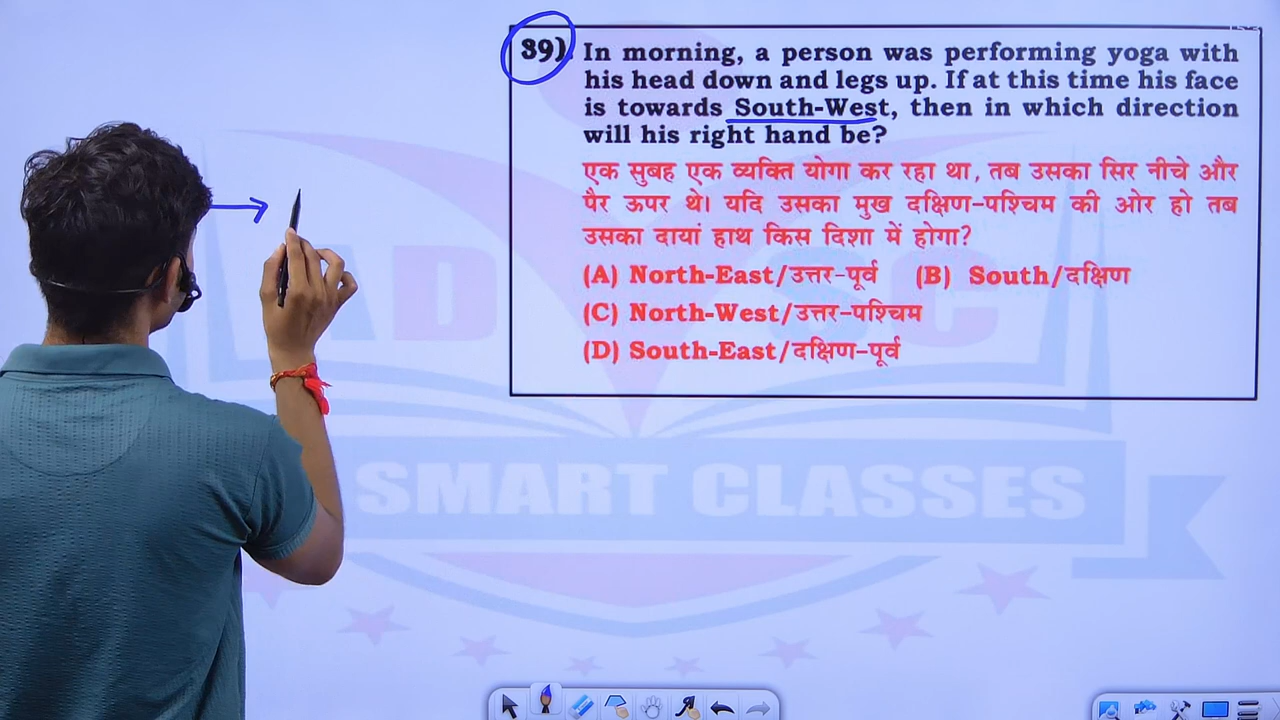 39) In morning, a person was performing yoga with
his head down and legs up. If at this time his face
is towards South-West, then in which direction
will his right hand be?
एक सुबह एक व्यक्ति योगा कर रहा था, तब उसका सिर नीचे और
पैर ऊपर थे। यदि उसका मुख दक्षिण-पश्चिम की ओर हो तब
उसका दायां हाथ किस दिशा में होगा?
(A) North-East/उत्तर-पूर्व (B) South/दक्षिण
(C) North-West/उत्तर-पश्चिम
(D) South-East/दक्षिण-पूर्व
SMART CLASSES